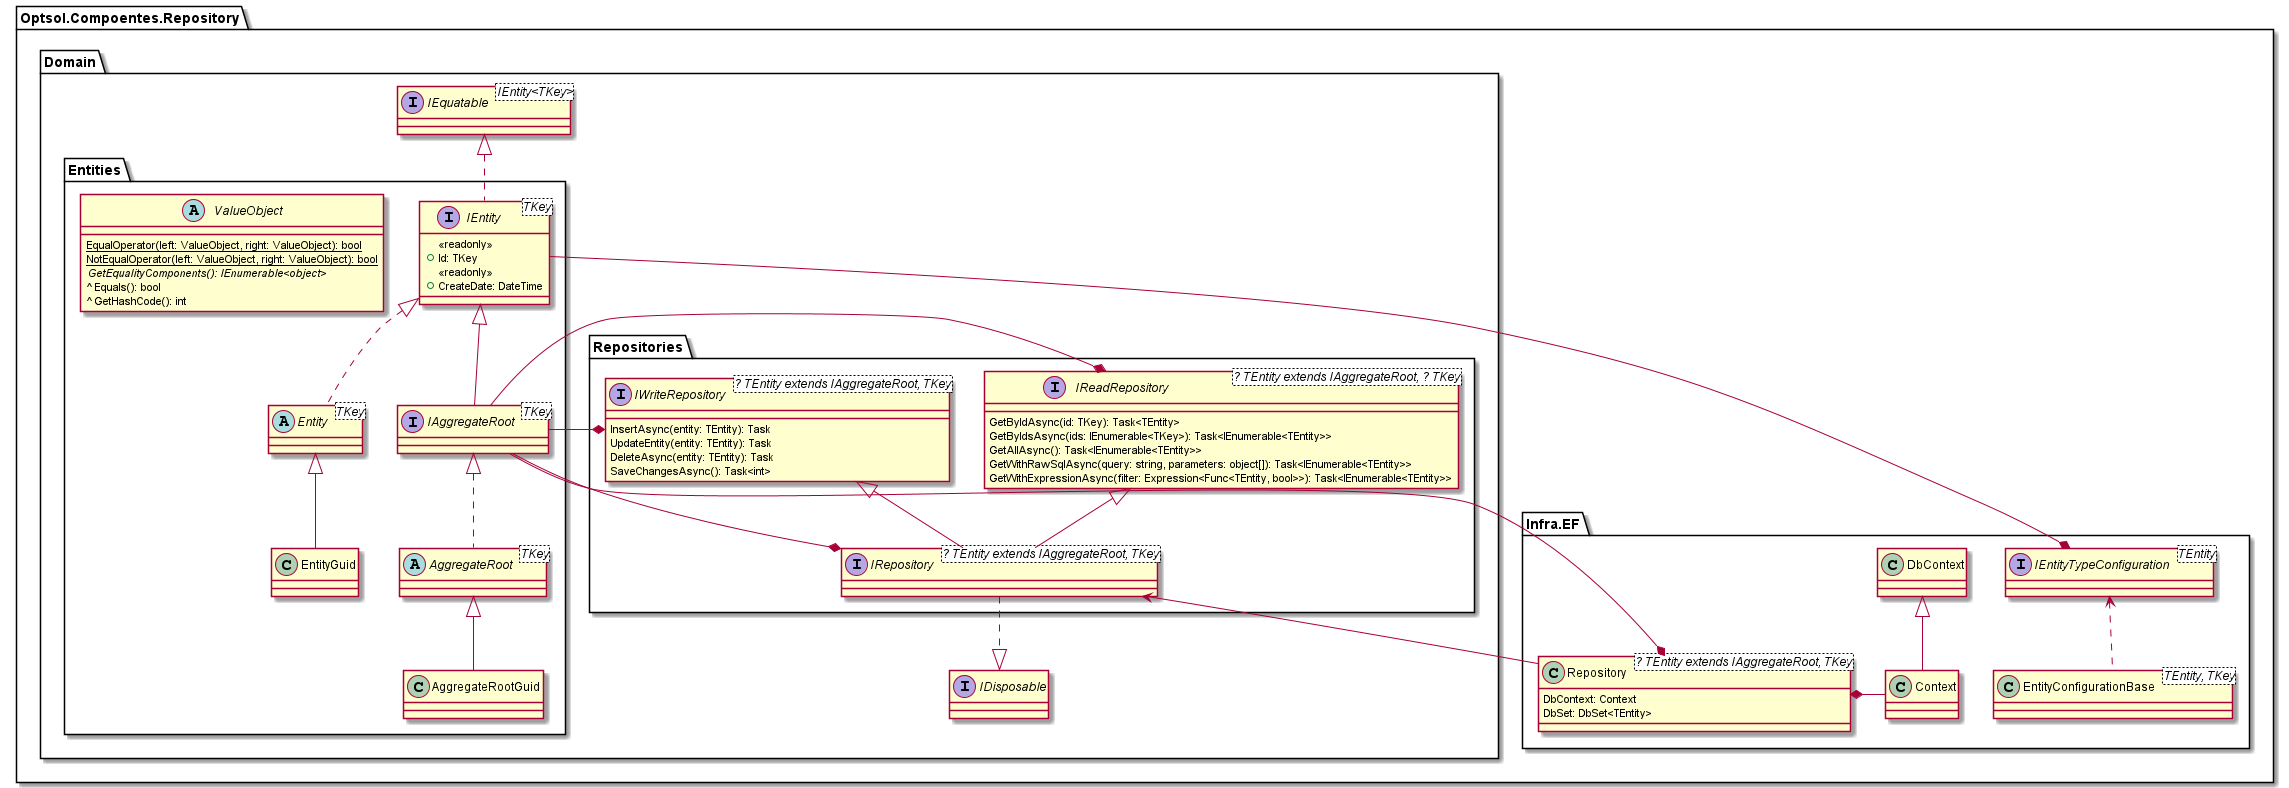 Optsol.Compoentes.Repository
Domain
I IEquatable
IEntity<TKey>
Entities
A ValueObject
EqualOperator(left: ValueObject, right: ValueObject): bool
NotEqualOperator(left: ValueObject, right: ValueObject): bool
GetEqualityComponents(): IEnumerable<object>
^ Equals(): bool
^ GetHashCode(): int
I IEntity
TKey
«readonly»
Id: TKey
«readonly»
CreateDate: DateTime
A Entity
TKey
I IAggregateRoot
TKey
C EntityGuid
A AggregateRoot
TKey
C AggregateRootGuid
Repositories
I IWriteRepository
? TEntity extends IAggregateRoot, TKey
InsertAsync(entity: TEntity): Task
UpdateEntity(entity: TEntity): Task
DeleteAsync(entity: TEntity): Task
SaveChangesAsync(): Task<int>
I IReadRepository
? TEntity extends IAggregateRoot, ? TKey
GetByIdAsync(id: TKey): Task<TEntity>
GetByIdsAsync(ids: IEnumerable<TKey>): Task<IEnumerable<TEntity>>
GetAllAsync(): Task<IEnumerable<TEntity>>
GetWithRawSqlAsync(query: string, parameters: object[]): Task<IEnumerable<TEntity>>
GetWithExpressionAsync(filter: Expression<Func<TEntity, bool>>): Task<IEnumerable<TEntity>>
I IRepository
? TEntity extends IAggregateRoot, TKey
I IDisposable
Infra.EF
C DbContext
I IEntityTypeConfiguration
TEntity
C Repository
? TEntity extends IAggregateRoot, TKey
DbContext: Context
DbSet: DbSet<TEntity>
C Context
C EntityConfigurationBase
TEntity, TKey